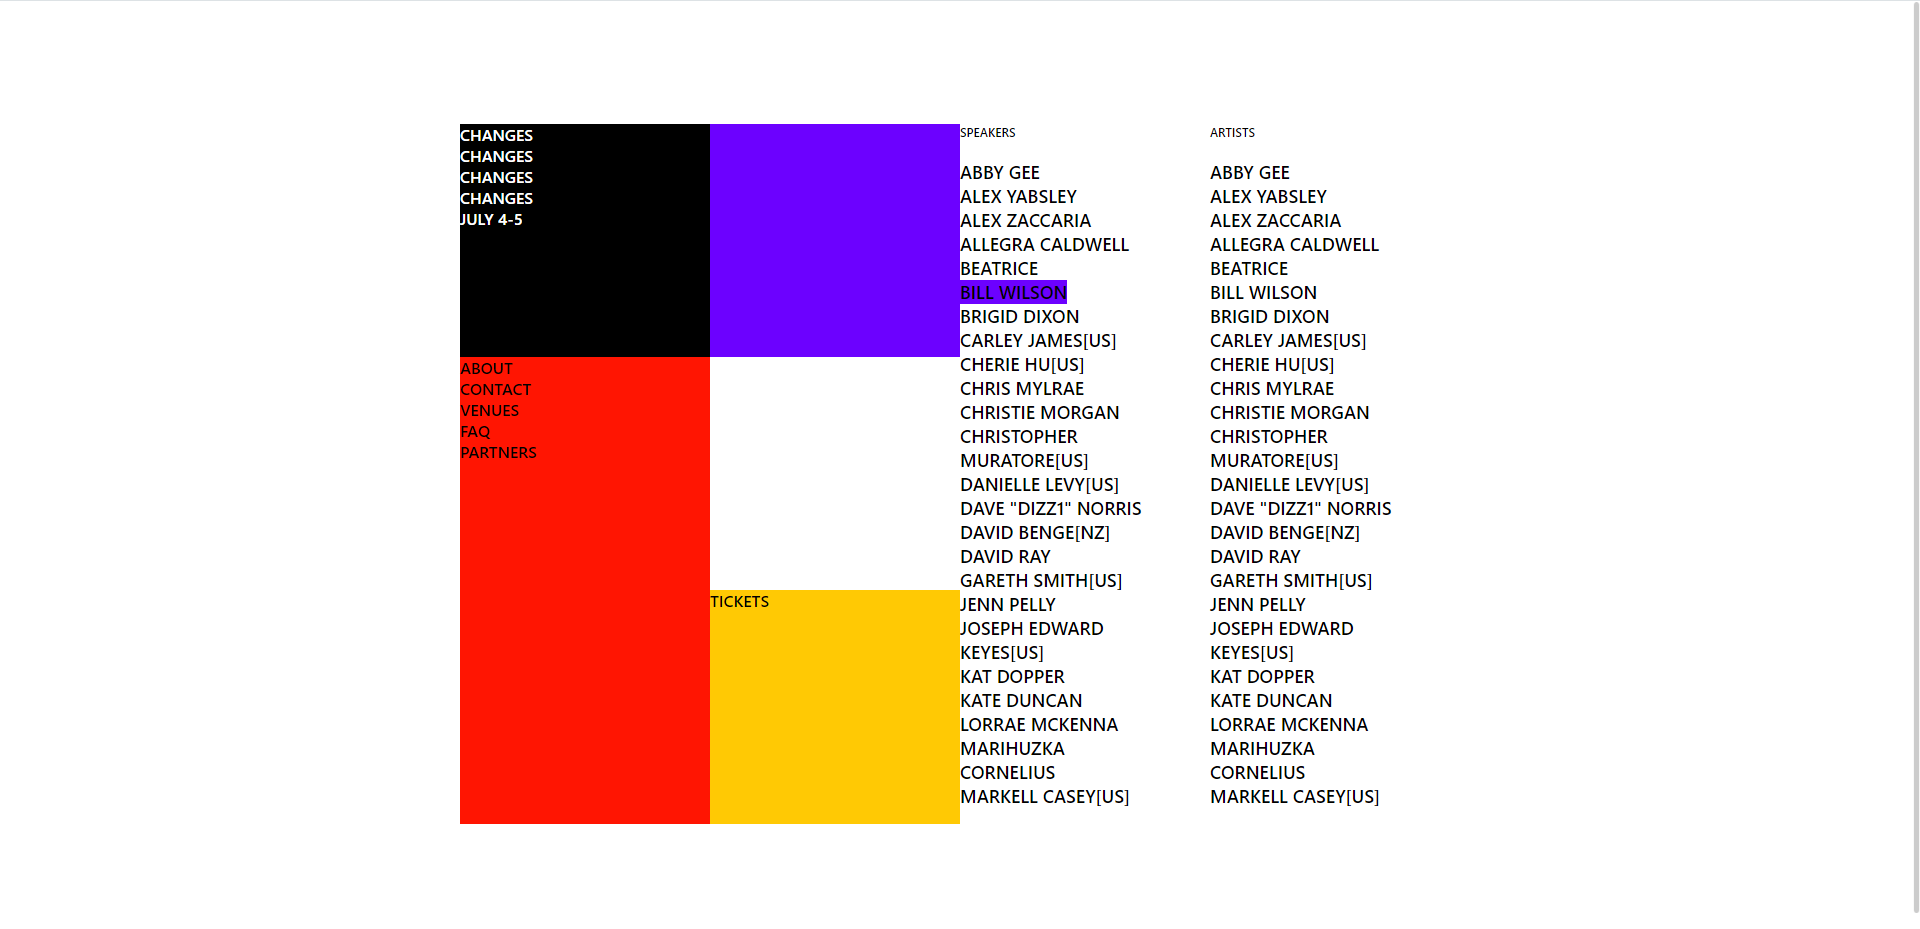 CHANGES
CHANGES
CHANGES
CHANGES
JULY 4-5
ABOUT
CONTACT
VENUES
FAQ
PARTNERS
TICKETS
SPEAKERS
ABBY GEE
ALEX YABSLEY
ALEX ZACCARIA
ALLEGRA CALDWELL
BEATRICE
BILL WILSON
BRIGID DIXON
CARLEY JAMES[US]
CHERIE HU[US]
CHRIS MYLRAE
CHRISTIE MORGAN
CHRISTOPHER
MURATORE[US]
DANIELLE LEVY[US]
DAVE "DIZZ1" NORRIS
DAVID BENGE[NZ]
DAVID RAY
GARETH SMITH[US]
JENN PELLY
JOSEPH EDWARD
KEYES[US]
KAT DOPPER
KATE DUNCAN
LORRAE MCKENNA
MARIHUZKA
CORNELIUS
MARKELL CASEY[US]
ARTISTS
ABBY GEE
ALEX YABSLEY
ALEX ZACCARIA
ALLEGRA CALDWELL
BEATRICE
BILL WILSON
BRIGID DIXON
CARLEY JAMES[US]
CHERIE HU[US]
CHRIS MYLRAE
CHRISTIE MORGAN
CHRISTOPHER
MURATORE[US]
DANIELLE LEVY[US]
DAVE "DIZZ1" NORRIS
DAVID BENGE[NZ]
DAVID RAY
GARETH SMITH[US]
JENN PELLY
JOSEPH EDWARD
KEYES[US]
KAT DOPPER
KATE DUNCAN
LORRAE MCKENNA
MARIHUZKA
CORNELIUS
MARKELL CASEY[US]